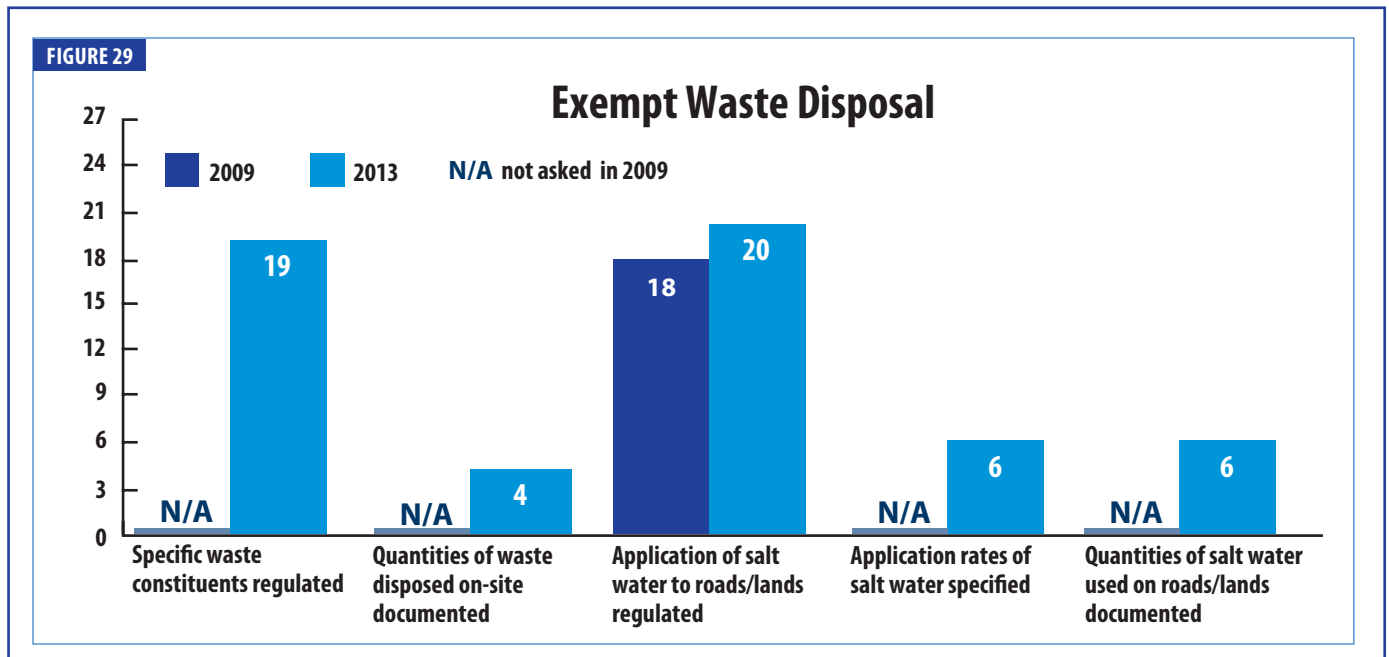 FIGURE 29
Exempt Waste Disposal
27
24
21
18
15
12
9
6
3
0
2009
2013
N/A not asked in 2009
N/A
19
N/A
4
18
20
N/A
6
N/A
6
Specific waste
constituents regulated
Quantities of waste
disposed on-site
documented
Application of salt
water to roads/lands
regulated
Application rates of
salt water specified
Quantities of salt water
used on roads/lands
documented